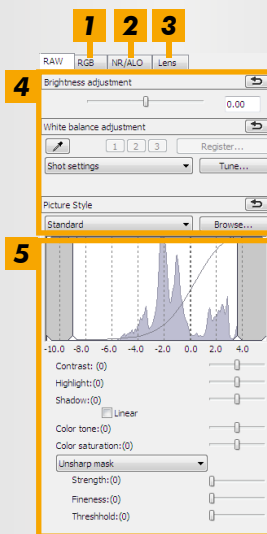 1 2 3
RAW RGB NR/ALO Lens
4
Brightness adjustment
0.00
White balance adjustment
1 2 3 Register...
Shot settings Tune...
Picture Style
Standard Browse...
5
-10.0 -8.0 -6.0 -4.0 -2.0 0.0 2.0 4.0
Contrast: (0)
Highlight:(0)
Shadow:(0)
Linear
Color tone:(0)
Color saturation:(0)
Unsharp mask
Strength:(0)
Fineness:(0)
Threshhold:(0)